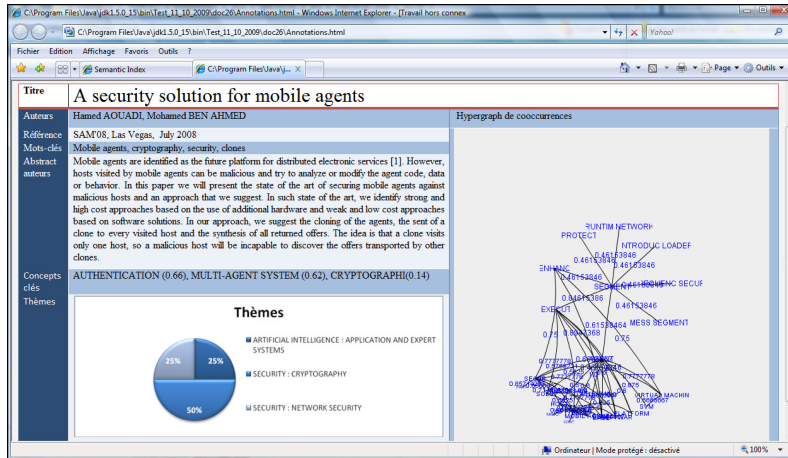 C:\Program Files\Java\jdk1.5.0_15\bin\Test_11_10_2009\doc26\Annotations.html - Windows Internet Explorer - [Travail hors connex
C:\Program Files\Java\jdk1.5.0_15\bin\Test_11_10_2009\doc26\Annotations.html
Yahoo!
Fichier Edition Affichage Favoris Outils ?
Semantic Index
C:\Program Files\Java\j...
Page
Outils
Titre
A security solution for mobile agents
Auteurs
Hamed AOUADI, Mohamed BEN AHMED
Hypergraph de cooccurrences
Référence
SAM'08, Las Vegas, July 2008
Mots-clés
Mobile agents, cryptography, security, clones
Abstract
auteurs
Mobile agents are identified as the future platform for distributed electronic services [1]. However,
hosts visited by mobile agents can be malicious and try to analyze or modify the agent code, data
or behavior. In this paper we will present the state of the art of securing mobile agents against
malicious hosts and an approach that we suggest. In such state of the art, we identify strong and
high cost approaches based on the use of additional hardware and weak and low cost approaches
based on software solutions. In our approach, we suggest the cloning of the agents, the sent of a
clone to every visited host and the synthesis of all returned offers. The idea is that a clone visits
only one host, so a malicious host will be incapable to discover the offers transported by other
clones.
Concepts
clés
AUTHENTICATION (0.66), MULTI-AGENT SYSTEM (0.62), CRYPTOGRAPHI(0.14)
Thèmes
Thèmes
25%
25%
50%
ARTIFICIAL INTELLIGENCE : APPLICATION AND EXPERT
SYSTEMS
SECURITY : CRYPTOGRAPHY
SECURITY : NETWORK SECURITY
RUNTIM NETWORK
PROTECT
NTRODUC LOADER
0.46153846
0.46153846
ENHANC
0.46153846
SEGMENT
EXECUT
0.46153846
MESS SEGMENT
0.61538464
0.75
0.75
0.7777778
0.875
VIRTUAL MACHIN
SYM
Ordinateur | Mode protégé : désactivé
100%